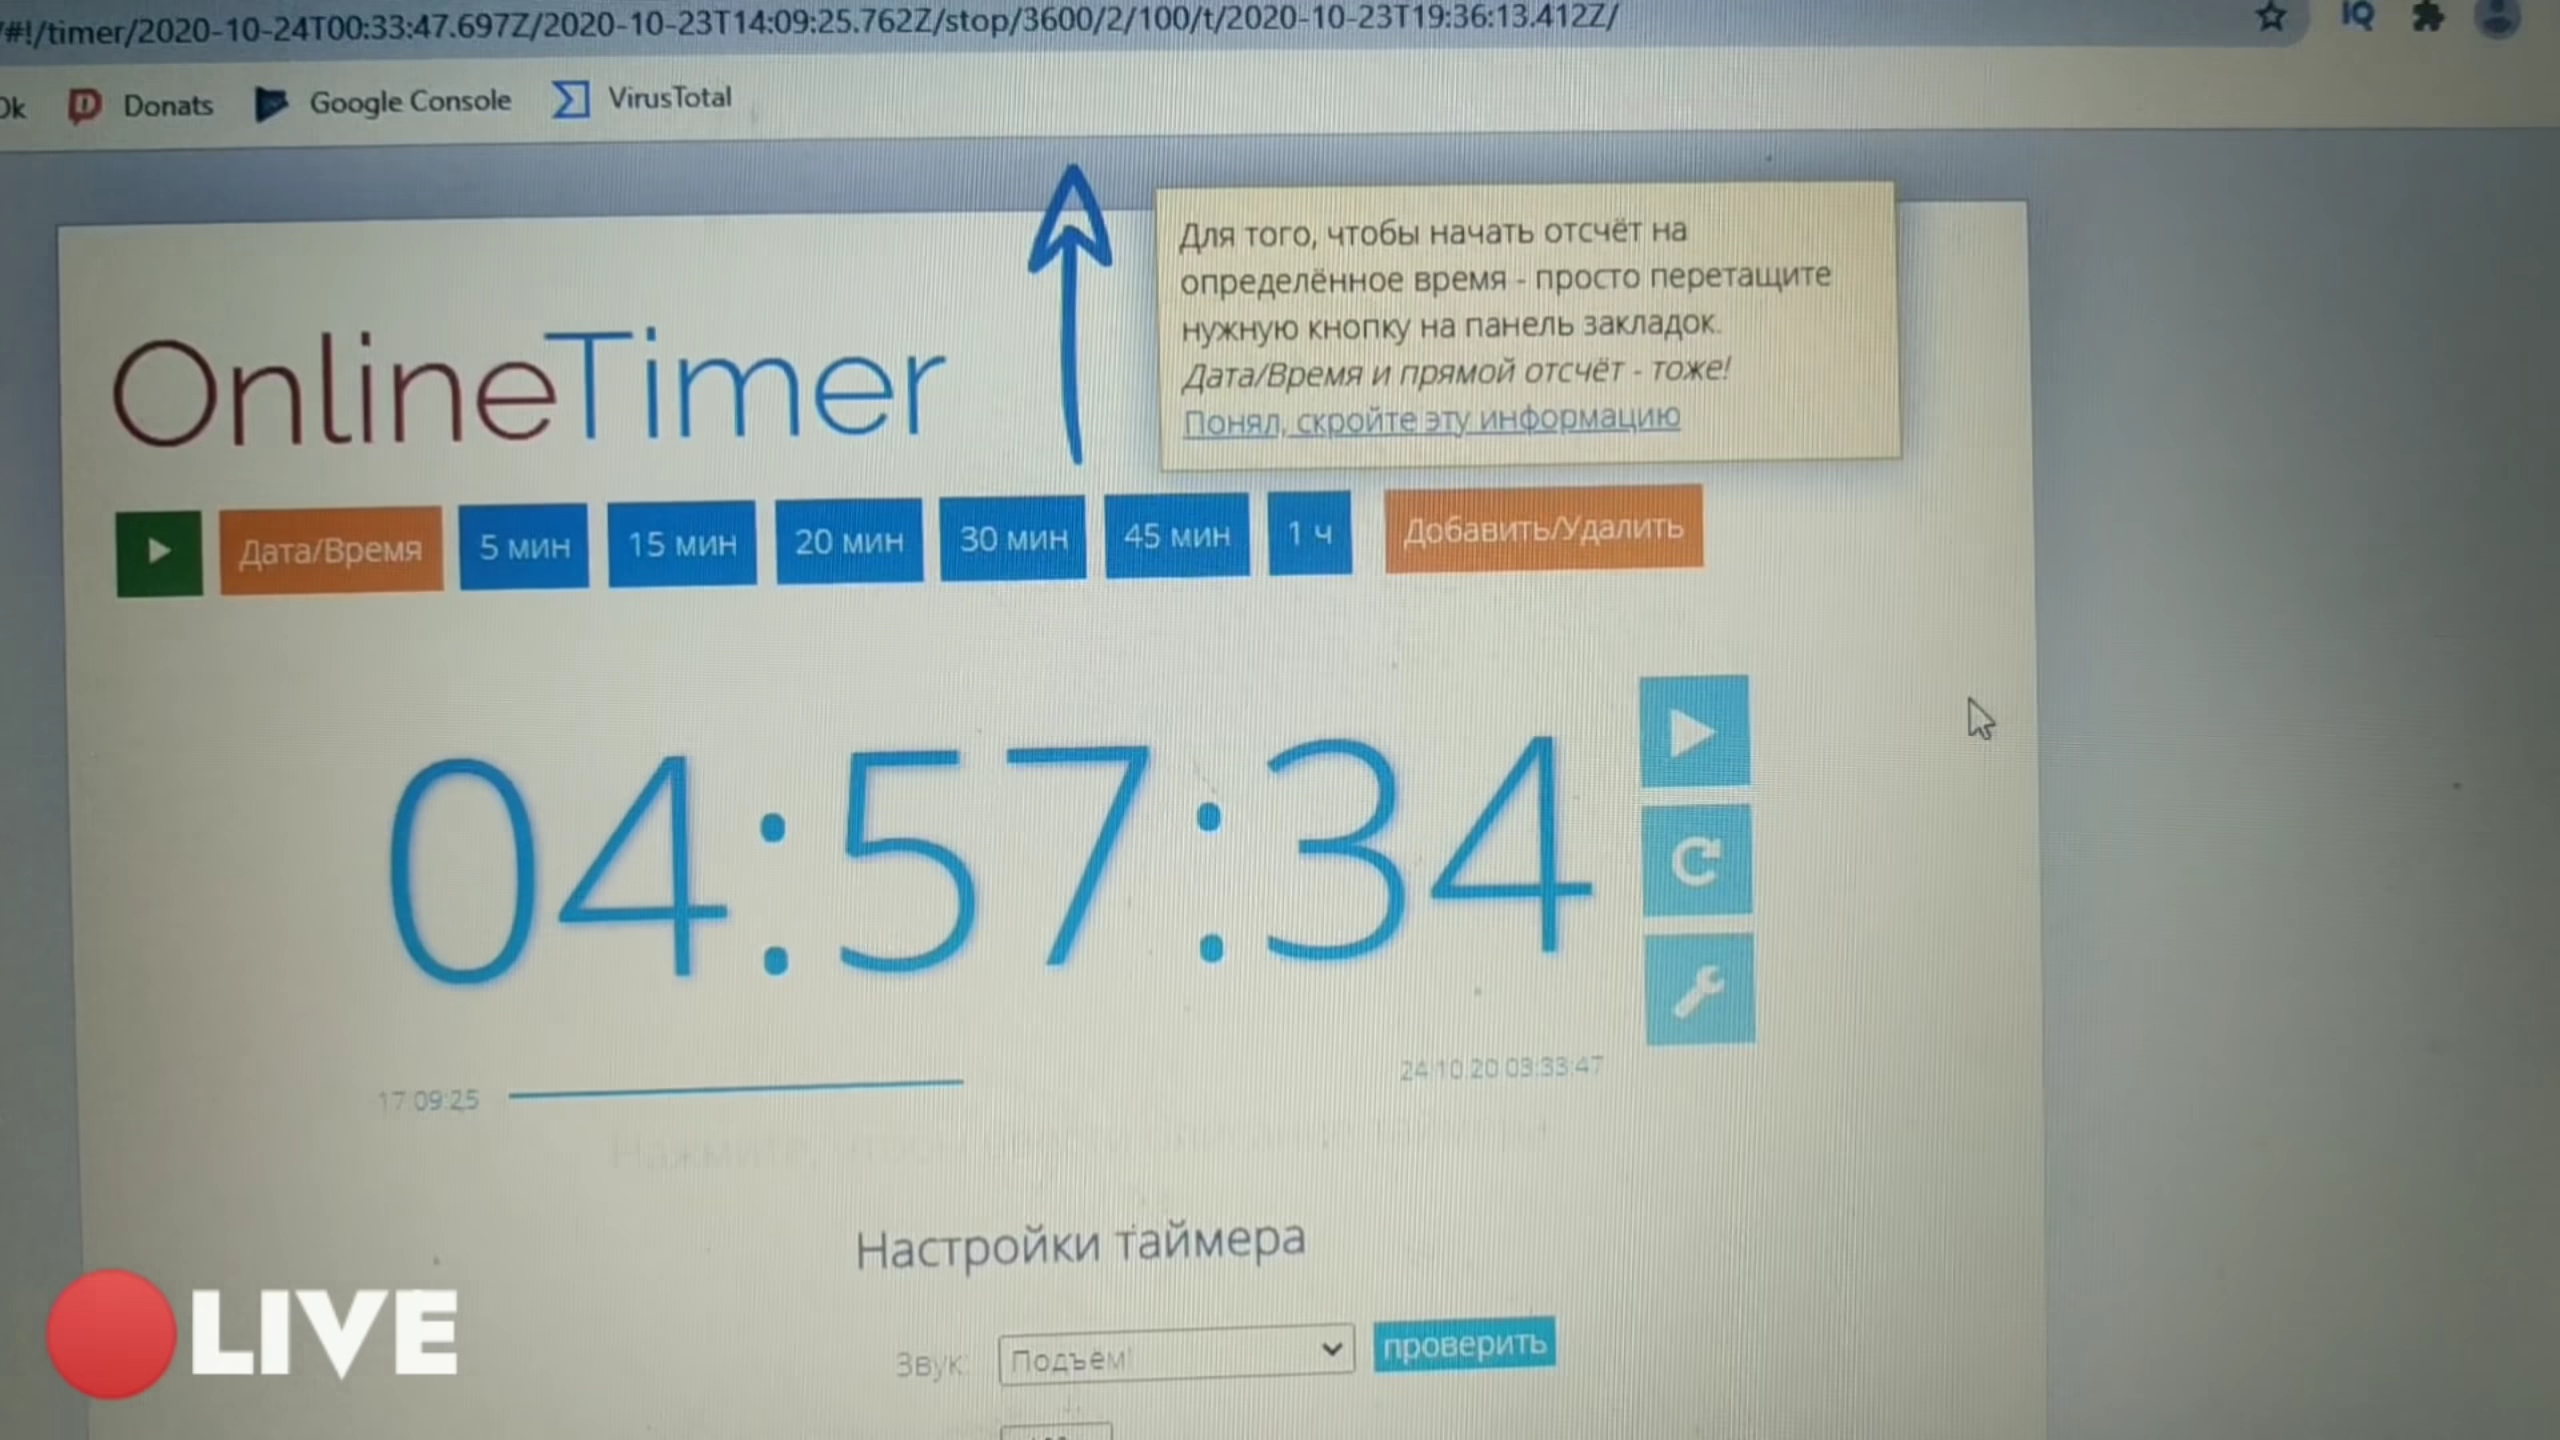 /#!/timer/2020-10-24T00:33:47.697Z/2020-10-23T14:09:25.762Z/stop/3600/2/100/t/2020-10-23T19:36:13.412Z/
IQ
Ok Donats Google Console VirusTotal
Для того, чтобы начать отсчёт на
определённое время - просто перетащите
нужную кнопку на панель закладок.
Дата/Время и прямой отсчёт - тоже!
Понял, скройте эту информацию
OnlineTimer
Дата/Время 5 мин 15 мин 20 мин 30 мин 45 мин 1 ч Добавить/Удалить
04:57:34
17:09:25 24.10.20 03:33:47
Нажмите,
Настройки таймера
Звук: Подъем! проверить
LIVE